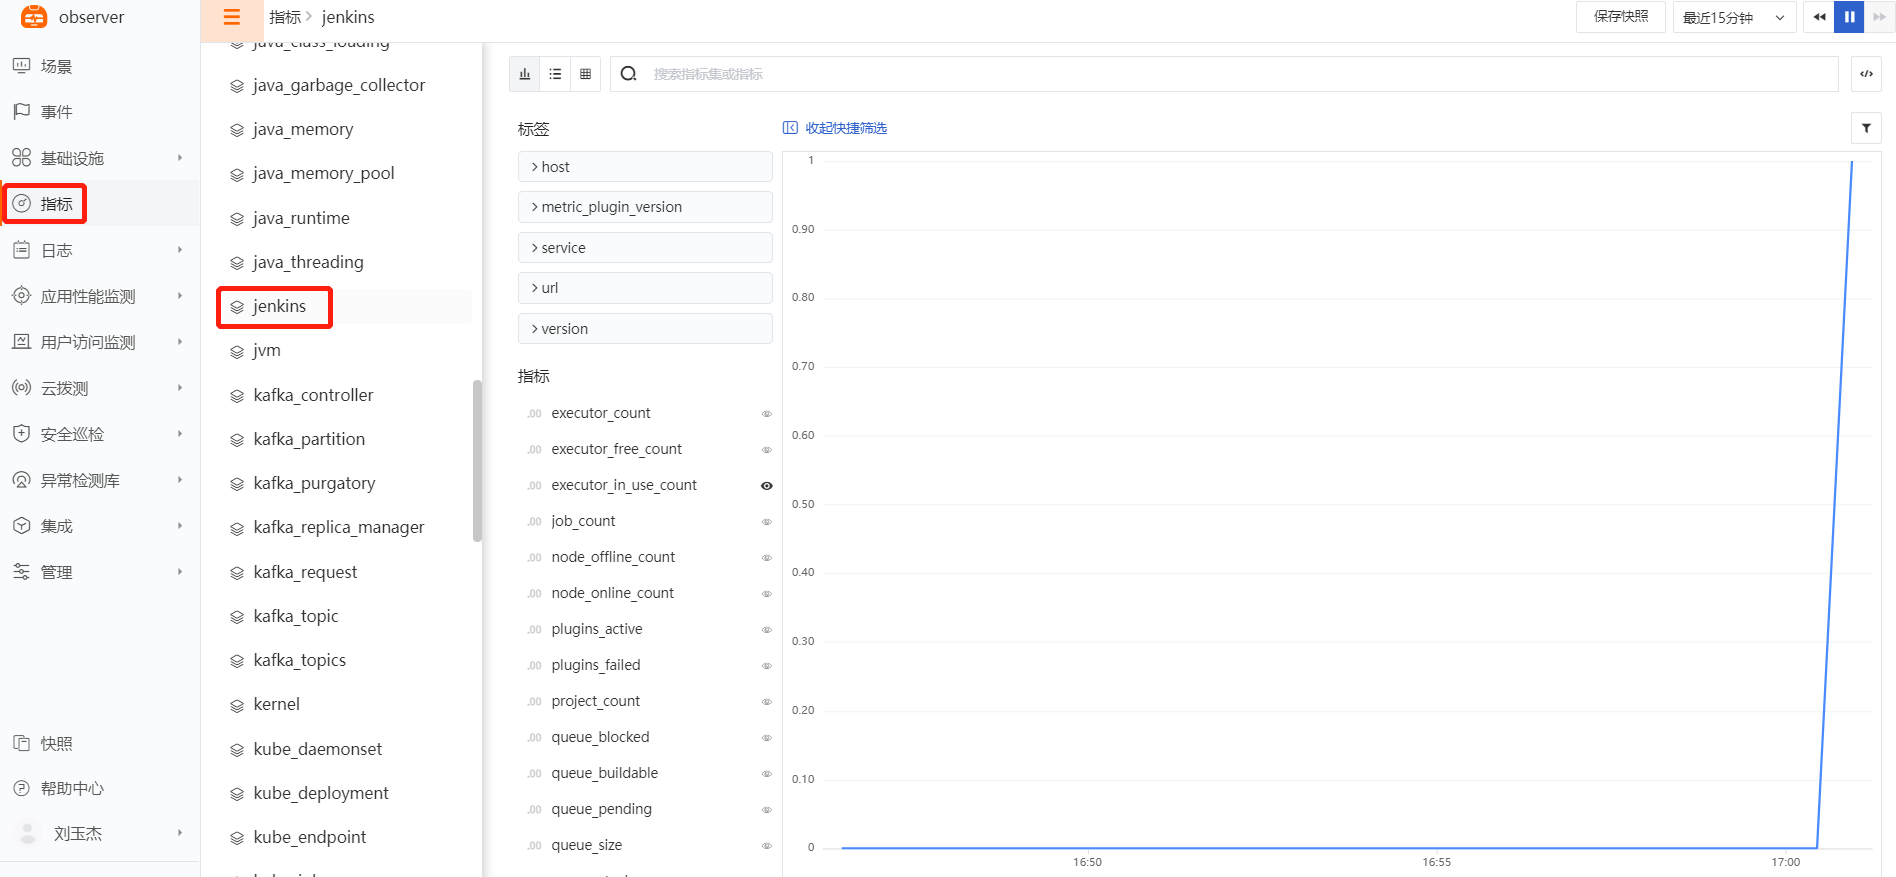 observer
场景
事件
基础设施
指标
日志
应用性能监测
用户访问监测
云拨测
安全巡检
异常检测库
集成
管理
快照
帮助中心
刘玉杰
指标 > jenkins
保存快照
最近15分钟
java_class_loading
java_garbage_collector
java_memory
java_memory_pool
java_runtime
java_threading
jenkins
jvm
kafka_controller
kafka_partition
kafka_purgatory
kafka_replica_manager
kafka_request
kafka_topic
kafka_topics
kernel
kube_daemonset
kube_deployment
kube_endpoint
搜索指标集或指标
</>
标签
收起快捷筛选
host
metric_plugin_version
service
url
version
指标
.00 executor_count
.00 executor_free_count
.00 executor_in_use_count
.00 job_count
.00 node_offline_count
.00 node_online_count
.00 plugins_active
.00 plugins_failed
.00 project_count
.00 queue_blocked
.00 queue_buildable
.00 queue_pending
.00 queue_size
1
0.90
0.80
0.70
0.60
0.50
0.40
0.30
0.20
0.10
0
16:50
16:55
17:00